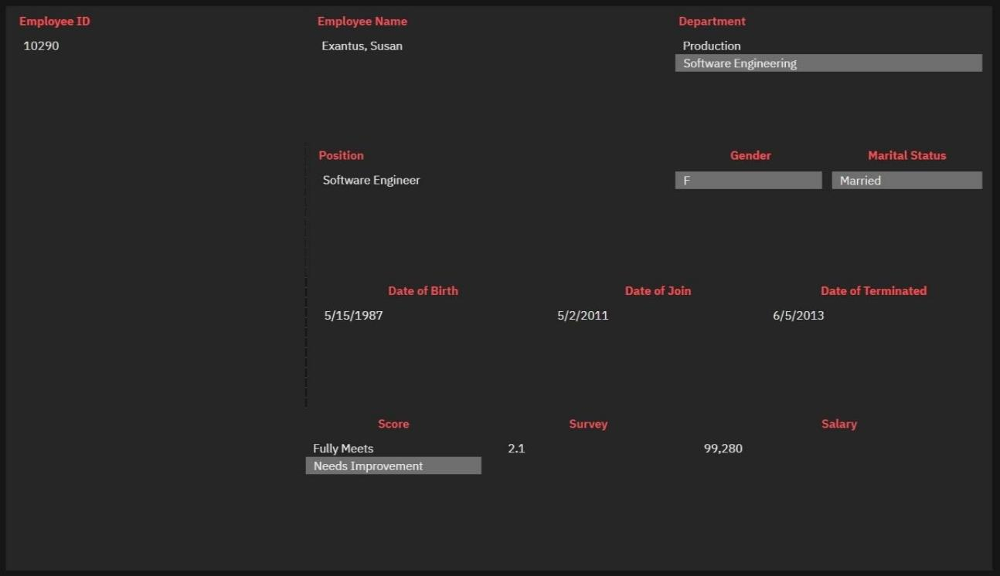 Employee ID
Employee Name
Department
10290
Exantus, Susan
Production
Software Engineering
Position
Gender
Marital Status
Software Engineer
F
Married
Date of Birth
Date of Join
Date of Terminated
5/15/1987
5/2/2011
6/5/2013
Score
Survey
Salary
Fully Meets
2.1
99,280
Needs Improvement